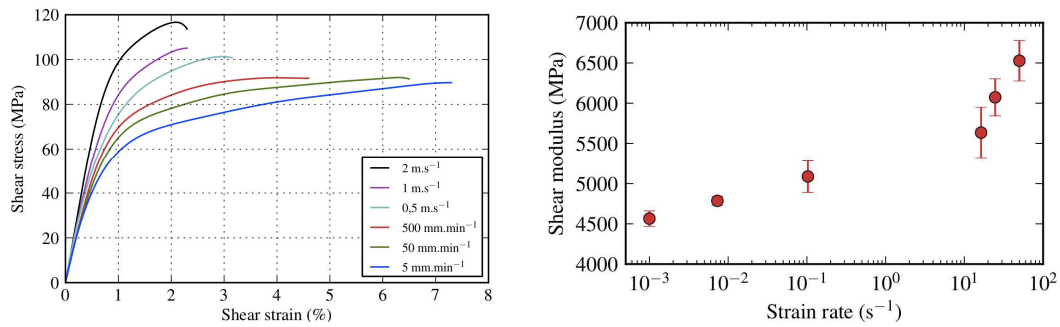 120
100
80
60
40
20
0
Shear stress (MPa)
2 m.s⁻¹
1 m.s⁻¹
0,5 m.s⁻¹
500 mm.min⁻¹
50 mm.min⁻¹
5 mm.min⁻¹
0 1 2 3 4 5 6 7 8
Shear strain (%)
7000
6500
6000
5500
5000
4500
4000
Shear modulus (MPa)
10⁻³ 10⁻² 10⁻¹ 10⁰ 10¹ 10²
Strain rate (s⁻¹)